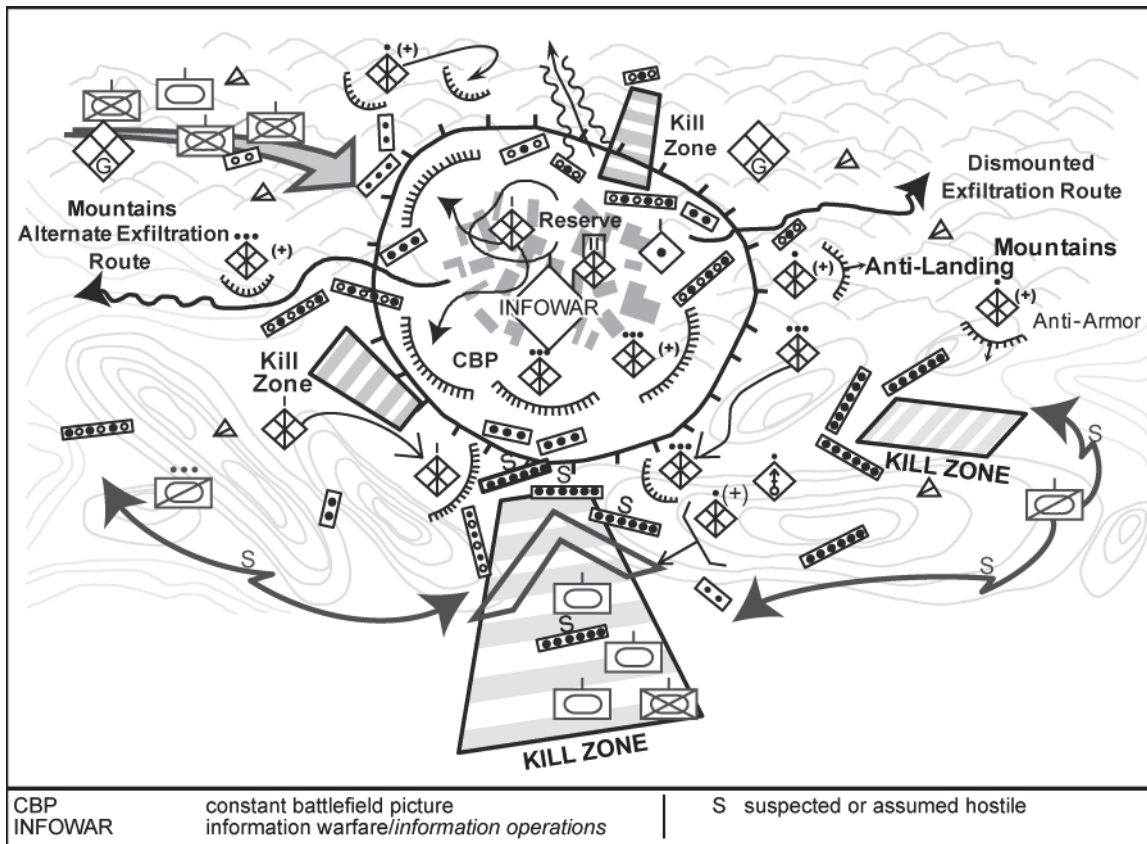 (+)
Kill
Zone
G
G
Dismounted
Exfiltration Route
Mountains
Alternate Exfiltration
Route
(+)
Reserve
II
(+)
Mountains
Anti-Landing
(+)
Anti-Armor
INFOWAR
CBP
(+)
Kill
Zone
S
KILL ZONE
S
S
S
(+)
S
S
S
KILL ZONE
CBP constant battlefield picture
INFOWAR information warfare/information operations
S suspected or assumed hostile